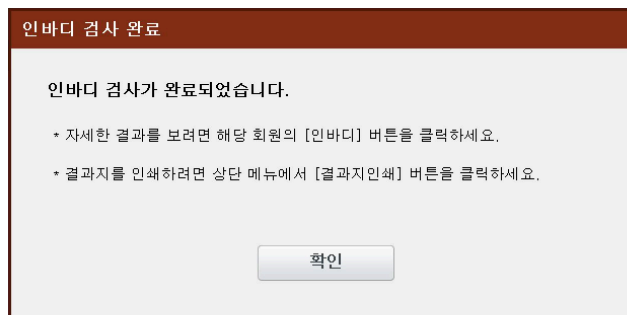 인바디 검사 완료
인바디 검사가 완료되었습니다.
* 자세한 결과를 보려면 해당 회원의 [인바디] 버튼을 클릭하세요.
* 결과지를 인쇄하려면 상단 메뉴에서 [결과지인쇄] 버튼을 클릭하세요.
확인